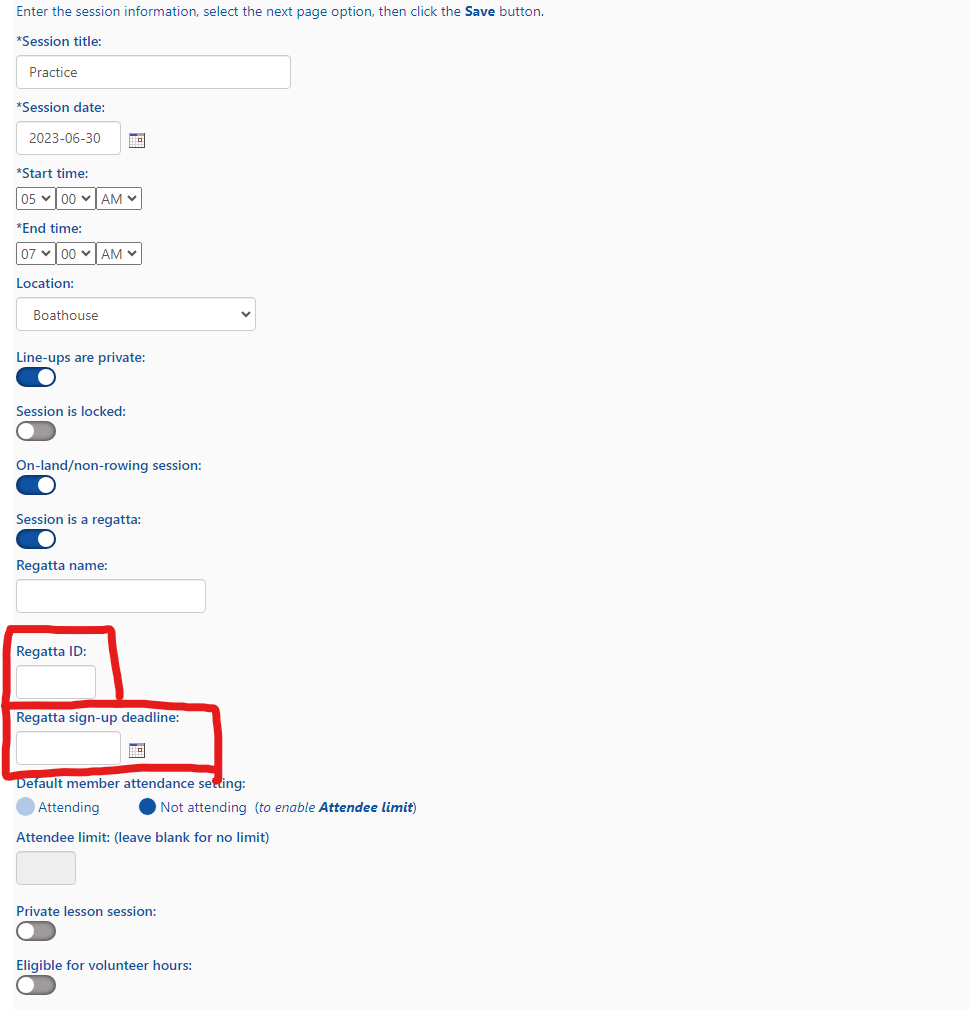 Enter the session information, select the next page option, then click the Save button.
*Session title:
Practice
*Session date:
2023-06-30
*Start time:
05 00 AM
*End time:
07 00 AM
Location:
Boathouse
Line-ups are private:
Session is locked:
On-land/non-rowing session:
Session is a regatta:
Regatta name:
Regatta ID:
Regatta sign-up deadline:
Default member attendance setting:
Attending Not attending (to enable Attendee limit)
Attendee limit: (leave blank for no limit)
Private lesson session:
Eligible for volunteer hours: